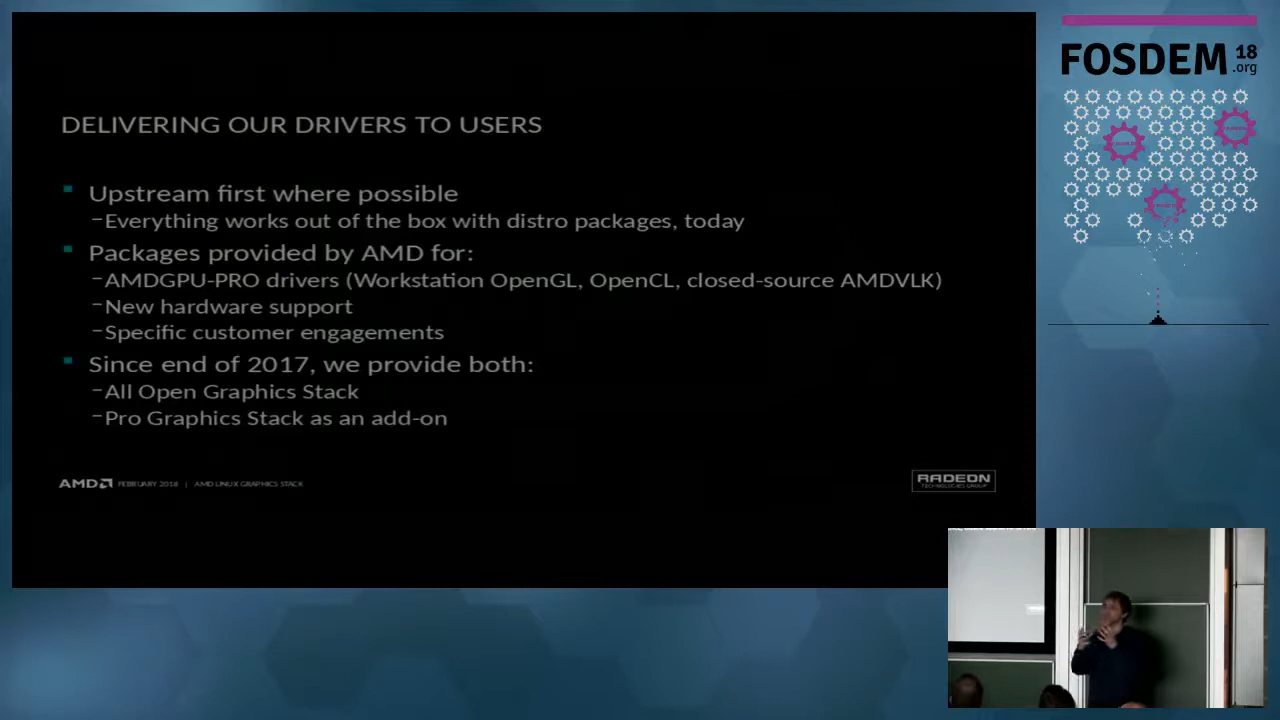 DELIVERING OUR DRIVERS TO USERS
Upstream first where possible
–Everything works out of the box with distro packages, today
Packages provided by AMD for:
–AMDGPU-PRO drivers (Workstation OpenGL, OpenCL, closed-source AMDVLK)
–New hardware support
–Specific customer engagements
Since end of 2017, we provide both:
–All Open Graphics Stack
–Pro Graphics Stack as an add-on
AMD FEBRUARY 2018 | AMD LINUX GRAPHICS STACK
RADEON
TECHNOLOGIES GROUP
FOSDEM 18
.org